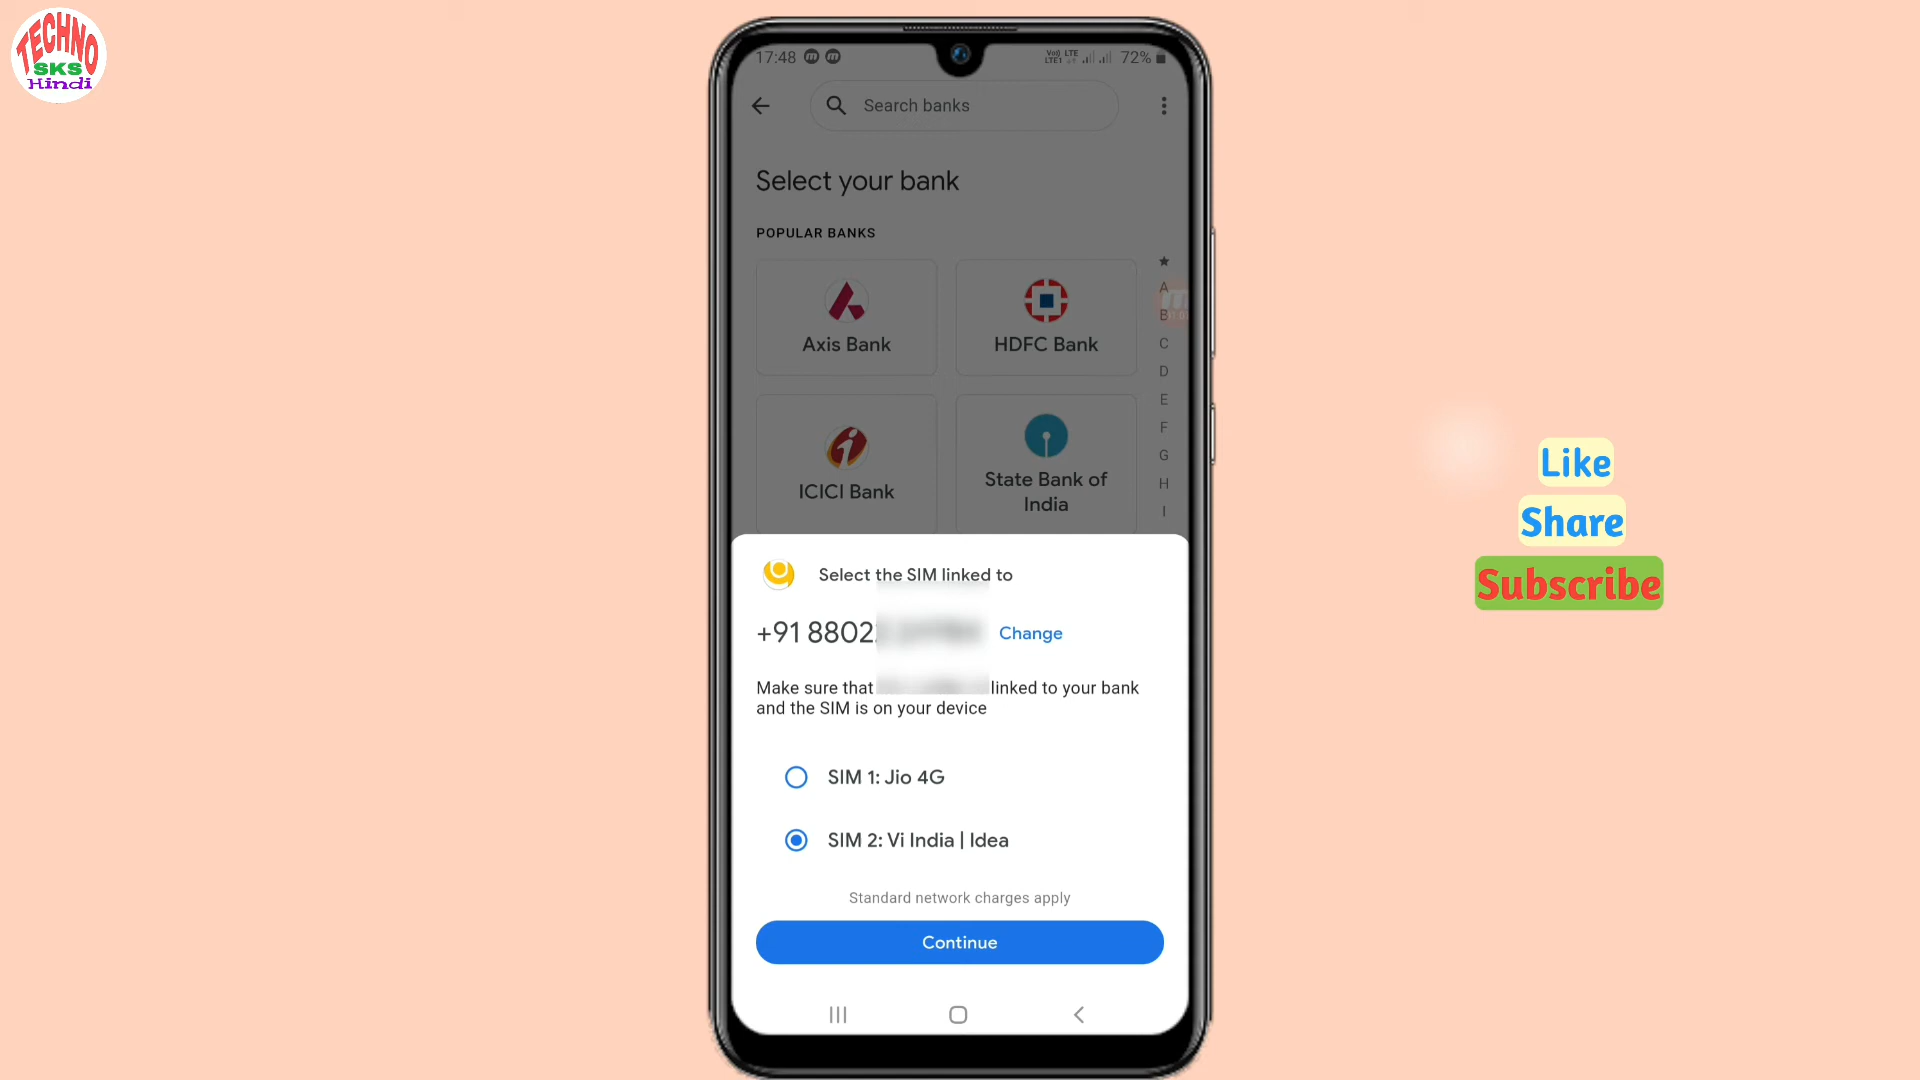 TECHNO
SKS
Hindi
17:48
Vo)) LTE
LTE1
72%
Search banks
Select your bank
POPULAR BANKS
Axis Bank
HDFC Bank
ICICI Bank
State Bank of
India
A
B
C
D
E
F
G
H
I
Select the SIM linked to
+91 8802 Change
Make sure that linked to your bank
and the SIM is on your device
SIM 1: Jio 4G
SIM 2: Vi India | Idea
Standard network charges apply
Continue
Like
Share
Subscribe